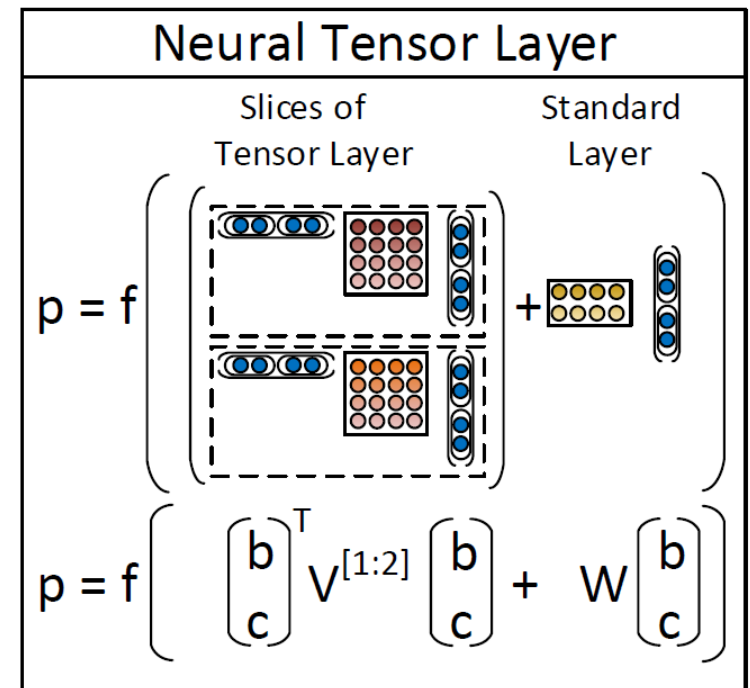 Neural Tensor Layer
Slices of Tensor Layer
Standard Layer
p = f ( ( ) + )
p = f ( (b c)ᵀ V[1:2] (b c) + W (b c) )